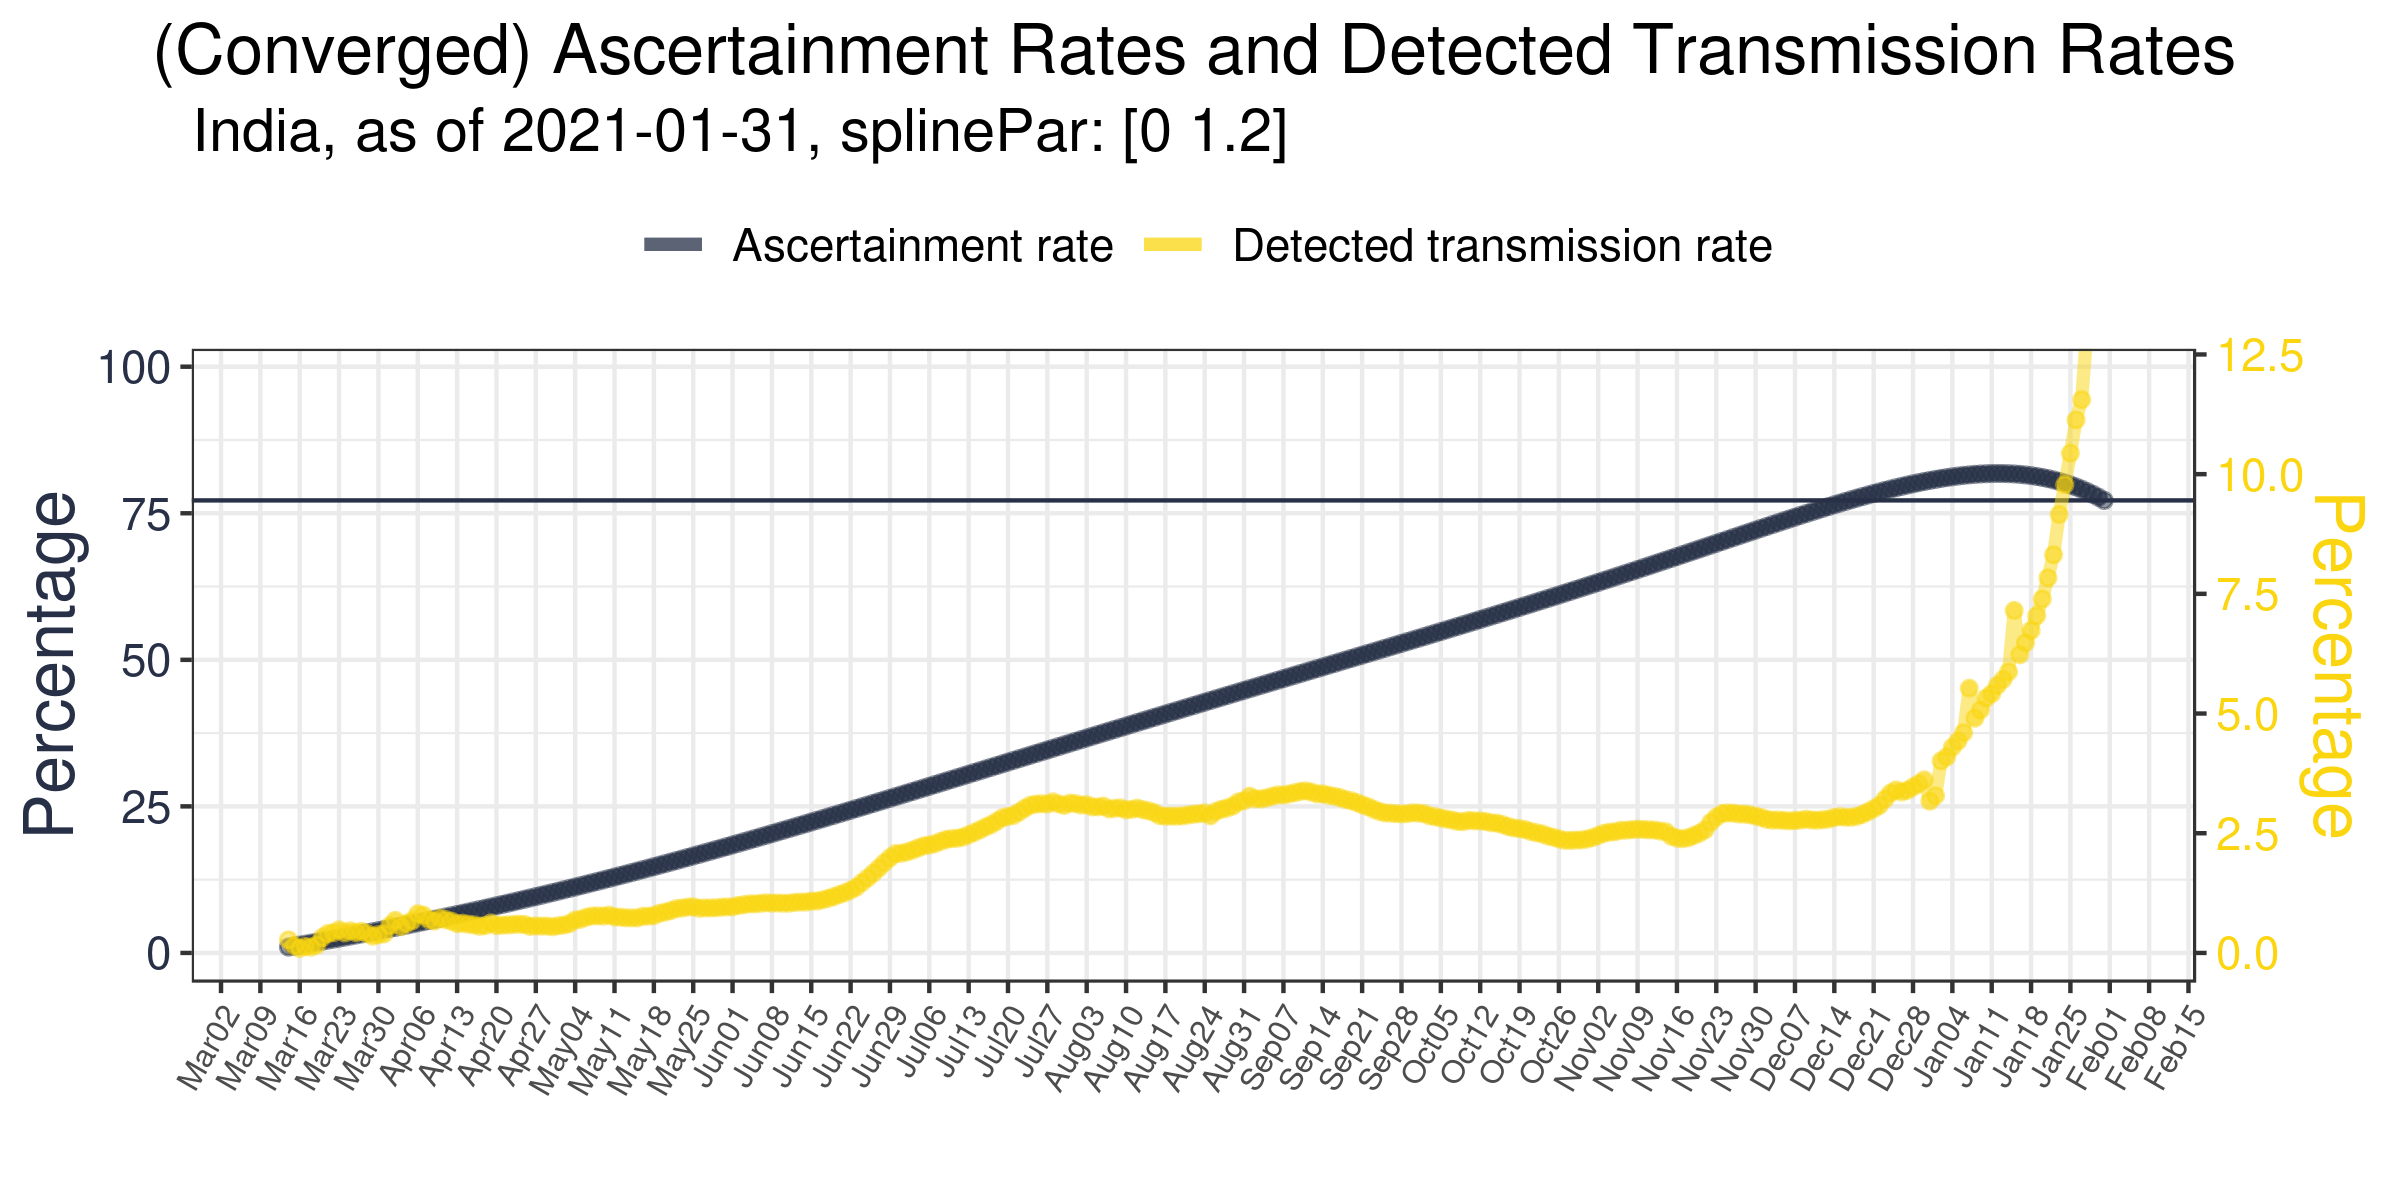 (Converged) Ascertainment Rates and Detected Transmission Rates
India, as of 2021-01-31, splinePar: [0 1.2]
Ascertainment rate
Detected transmission rate
Percentage
100
75
50
25
0
12.5
10.0
7.5
5.0
2.5
0.0
Percentage
Mar02
Mar09
Mar16
Mar23
Mar30
Apr06
Apr13
Apr20
Apr27
May04
May11
May18
May25
Jun01
Jun08
Jun15
Jun22
Jun29
Jul06
Jul13
Jul20
Jul27
Aug03
Aug10
Aug17
Aug24
Aug31
Sep07
Sep14
Sep21
Sep28
Oct05
Oct12
Oct19
Oct26
Nov02
Nov09
Nov16
Nov23
Nov30
Dec07
Dec14
Dec21
Dec28
Jan04
Jan11
Jan18
Jan25
Feb01
Feb08
Feb15